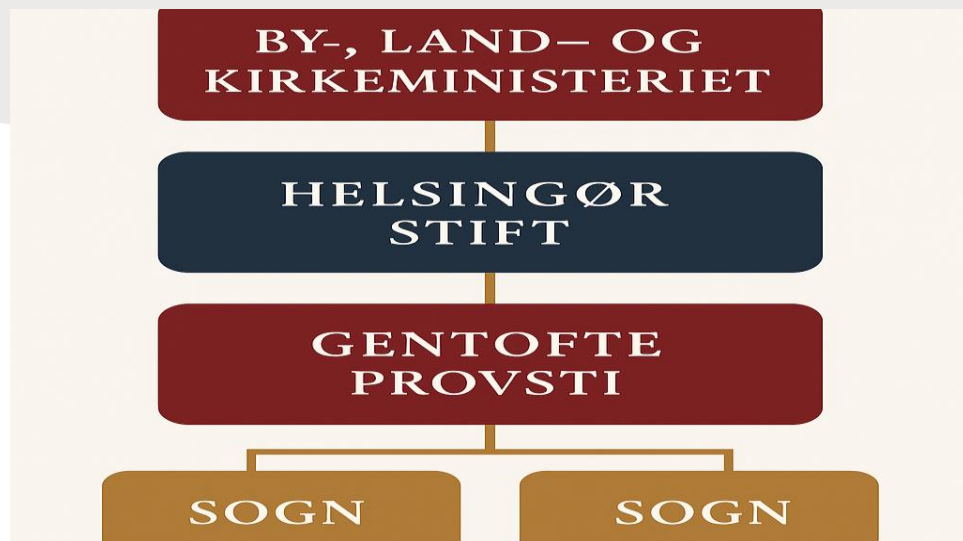 BY-, LAND– OG
KIRKEMINISTERIET
HELSINGØR
STIFT
GENTOFTE
PROVSTI
SOGN
SOGN